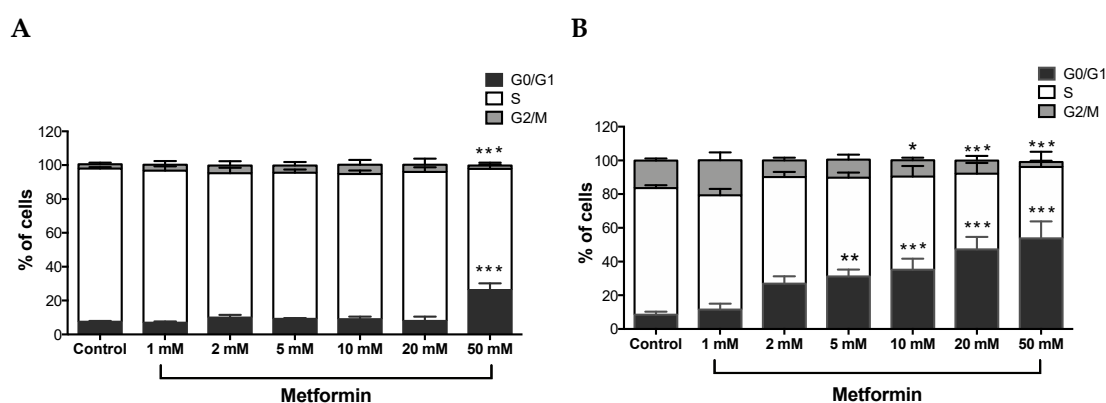 A
G0/G1
S
G2/M
120
100
80
60
40
20
0
% of cells
***
***
Control 1 mM 2 mM 5 mM 10 mM 20 mM 50 mM
Metformin
B
G0/G1
S
G2/M
120
100
80
60
40
20
0
% of cells
* *** ***
** *** *** ***
Control 1 mM 2 mM 5 mM 10 mM 20 mM 50 mM
Metformin